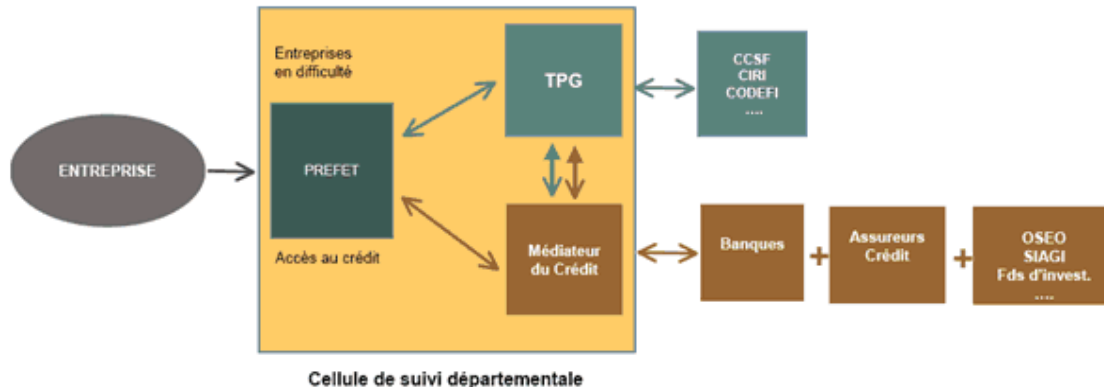 Entreprises
en difficulté
TPG
CCSF
CIRI
CODEFI
....
ENTREPRISE
PREFET
Accès au crédit
Médiateur
du Crédit
Banques
+
Assureurs
Crédit
+
OSEO
SIAGI
Fds d'invest.
....
Cellule de suivi départementale